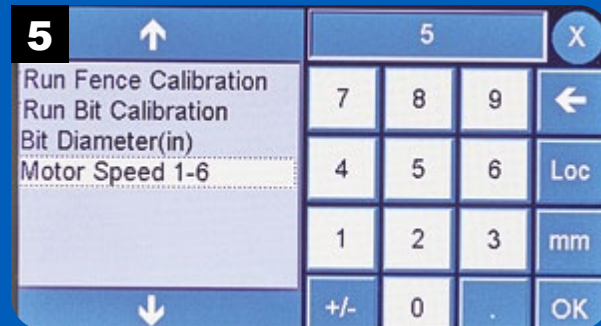 5
5
X
Run Fence Calibration
Run Bit Calibration
Bit Diameter(in)
Motor Speed 1-6
7 8 9
4 5 6 Loc
1 2 3 mm
+/- 0 . OK